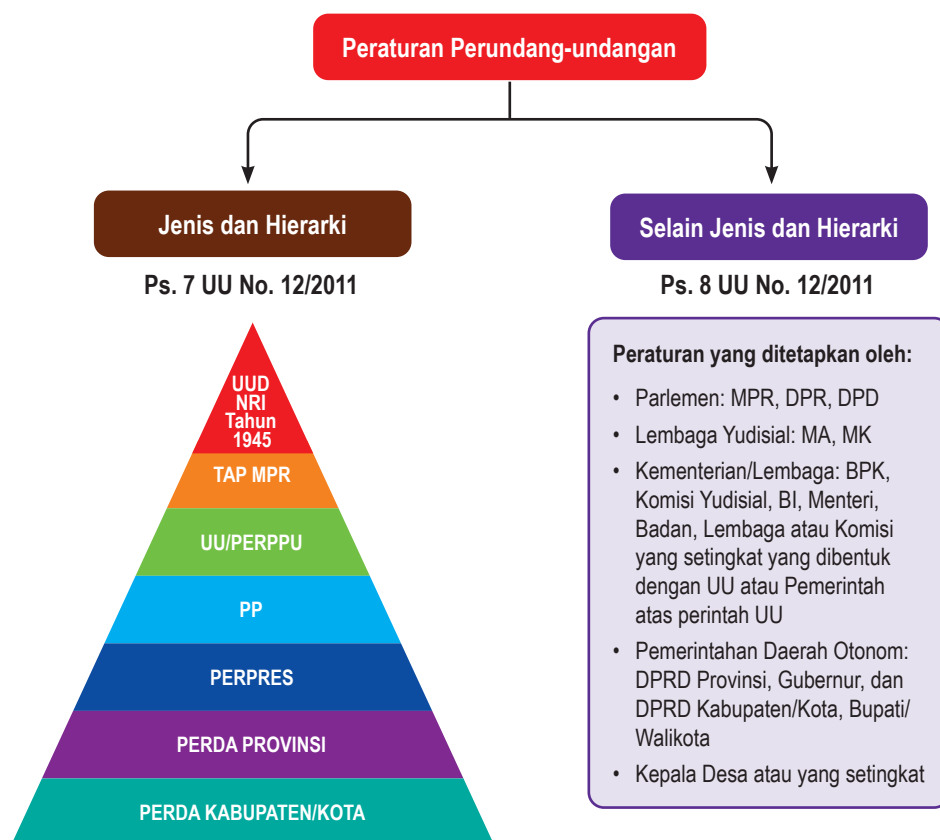 Peraturan Perundang-undangan
Jenis dan Hierarki
Ps. 7 UU No. 12/2011
UUD
NRI
Tahun
1945
TAP MPR
UU/PERPPU
PP
PERPRES
PERDA PROVINSI
PERDA KABUPATEN/KOTA
Selain Jenis dan Hierarki
Ps. 8 UU No. 12/2011
Peraturan yang ditetapkan oleh:
• Parlemen: MPR, DPR, DPD
• Lembaga Yudisial: MA, MK
• Kementerian/Lembaga: BPK,
Komisi Yudisial, BI, Menteri,
Badan, Lembaga atau Komisi
yang setingkat yang dibentuk
dengan UU atau Pemerintah
atas perintah UU
• Pemerintahan Daerah Otonom:
DPRD Provinsi, Gubernur, dan
DPRD Kabupaten/Kota, Bupati/
Walikota
• Kepala Desa atau yang setingkat